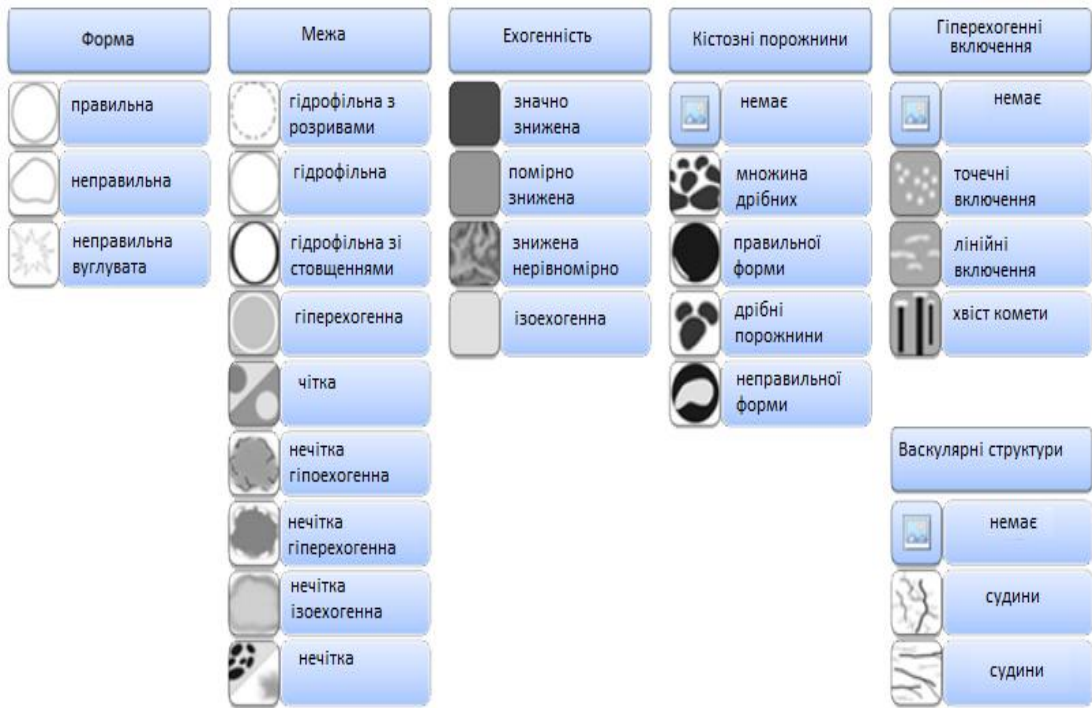 Форма
правильна
неправильна
неправильна
вуглувата
Межа
гідрофільна з
розривами
гідрофільна
гідрофільна зі
стовщеннями
гіперехогенна
чітка
нечітка
гіпоехогенна
нечітка
гіперехогенна
нечітка
ізоехогенна
нечітка
Ехогенність
значно
знижена
помірно
знижена
знижена
нерівномірно
ізоехогенна
Кістозні порожнини
немає
множина
дрібних
правильної
форми
дрібні
порожнини
неправильної
форми
Гіперехогенні
включення
немає
точечні
включення
лінійні
включення
хвіст комети
Васкулярні структури
немає
судини
судини